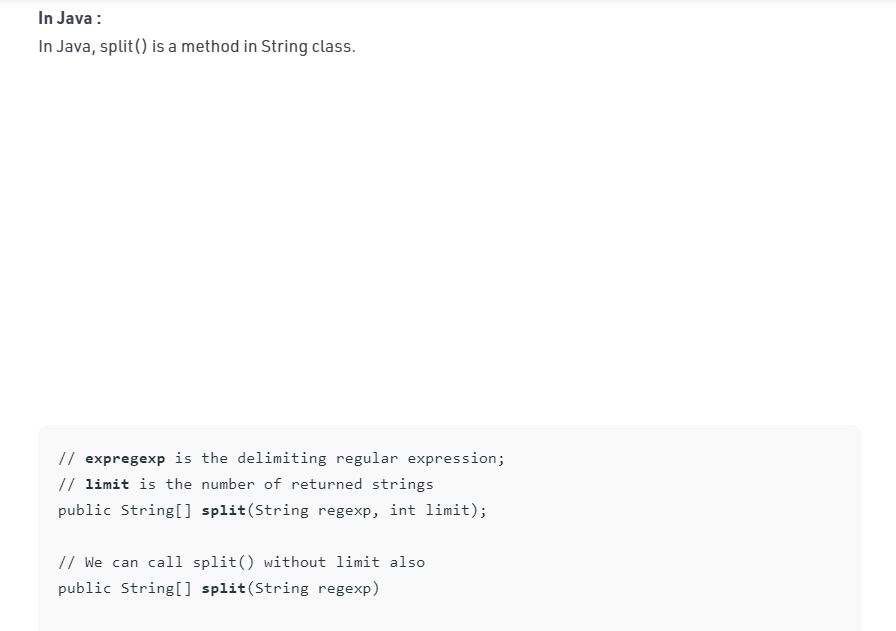 In Java :
In Java, split() is a method in String class.
// expregexp is the delimiting regular expression;
// limit is the number of returned strings
public String[] split(String regexp, int limit);
// We can call split() without limit also
public String[] split(String regexp)